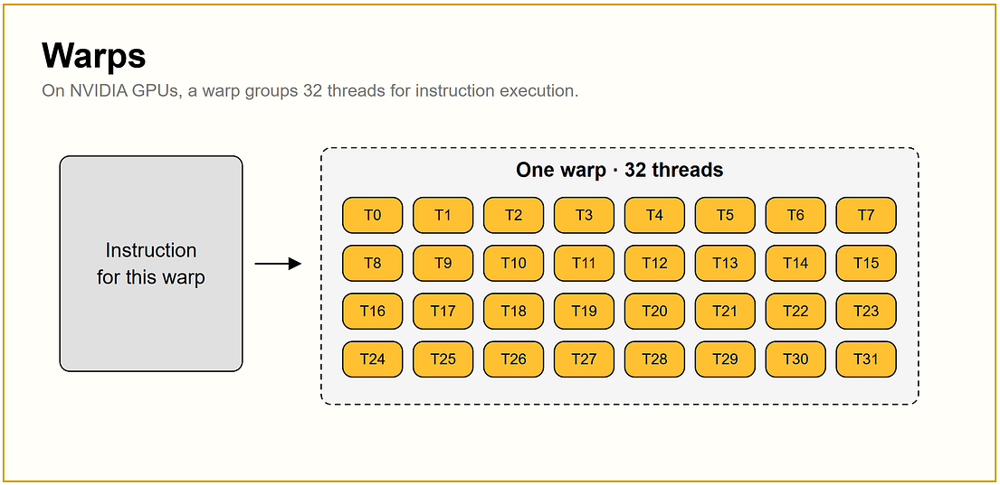 Warps
On NVIDIA GPUs, a warp groups 32 threads for instruction execution.
Instruction
for this warp
One warp · 32 threads
T0 T1 T2 T3 T4 T5 T6 T7
T8 T9 T10 T11 T12 T13 T14 T15
T16 T17 T18 T19 T20 T21 T22 T23
T24 T25 T26 T27 T28 T29 T30 T31